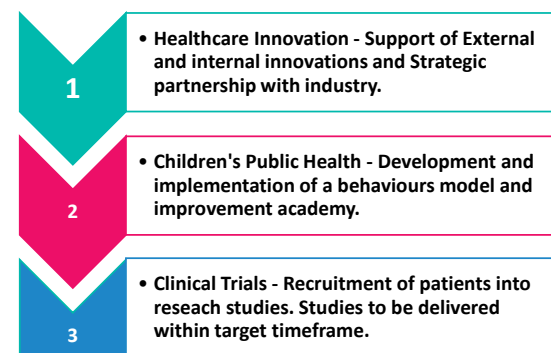 1
• Healthcare Innovation - Support of External
and internal innovations and Strategic
partnership with industry.
2
• Children's Public Health - Development and
implementation of a behaviours model and
improvement academy.
3
• Clinical Trials - Recruitment of patients into
reseach studies. Studies to be delivered
within target timeframe.